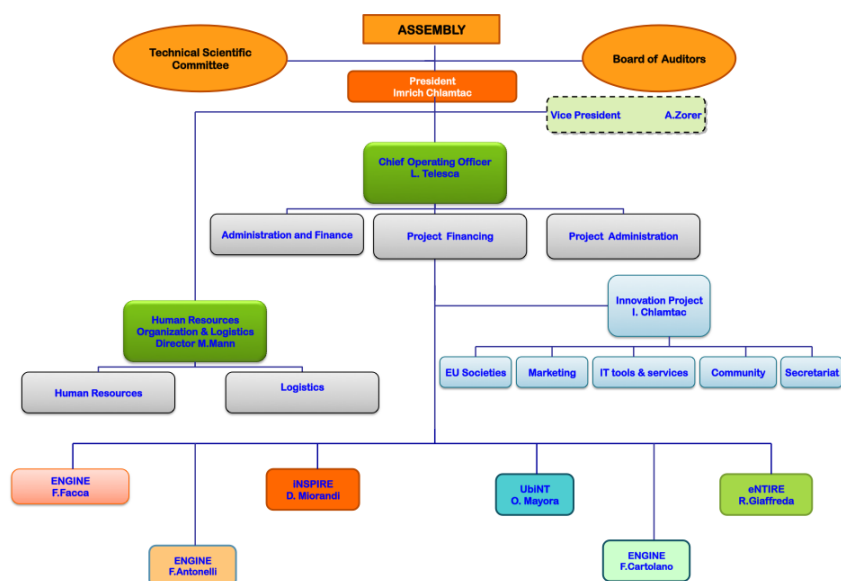 ASSEMBLY
Technical Scientific
Committee
Board of Auditors
President
Imrich Chlamtac
Vice President A.Zorer
Chief Operating Officer
L. Telesca
Administration and Finance
Project Financing
Project Administration
Innovation Project
I. Chlamtac
Human Resources
Organization & Logistics
Director M.Mann
EU Societies
Marketing
IT tools & services
Community
Secretariat
Human Resources
Logistics
ENGINE
F.Facca
iNSPIRE
D. Miorandi
UbiNT
O. Mayora
eNTIRE
R.Giaffreda
ENGINE
F.Antonelli
ENGINE
F.Cartolano